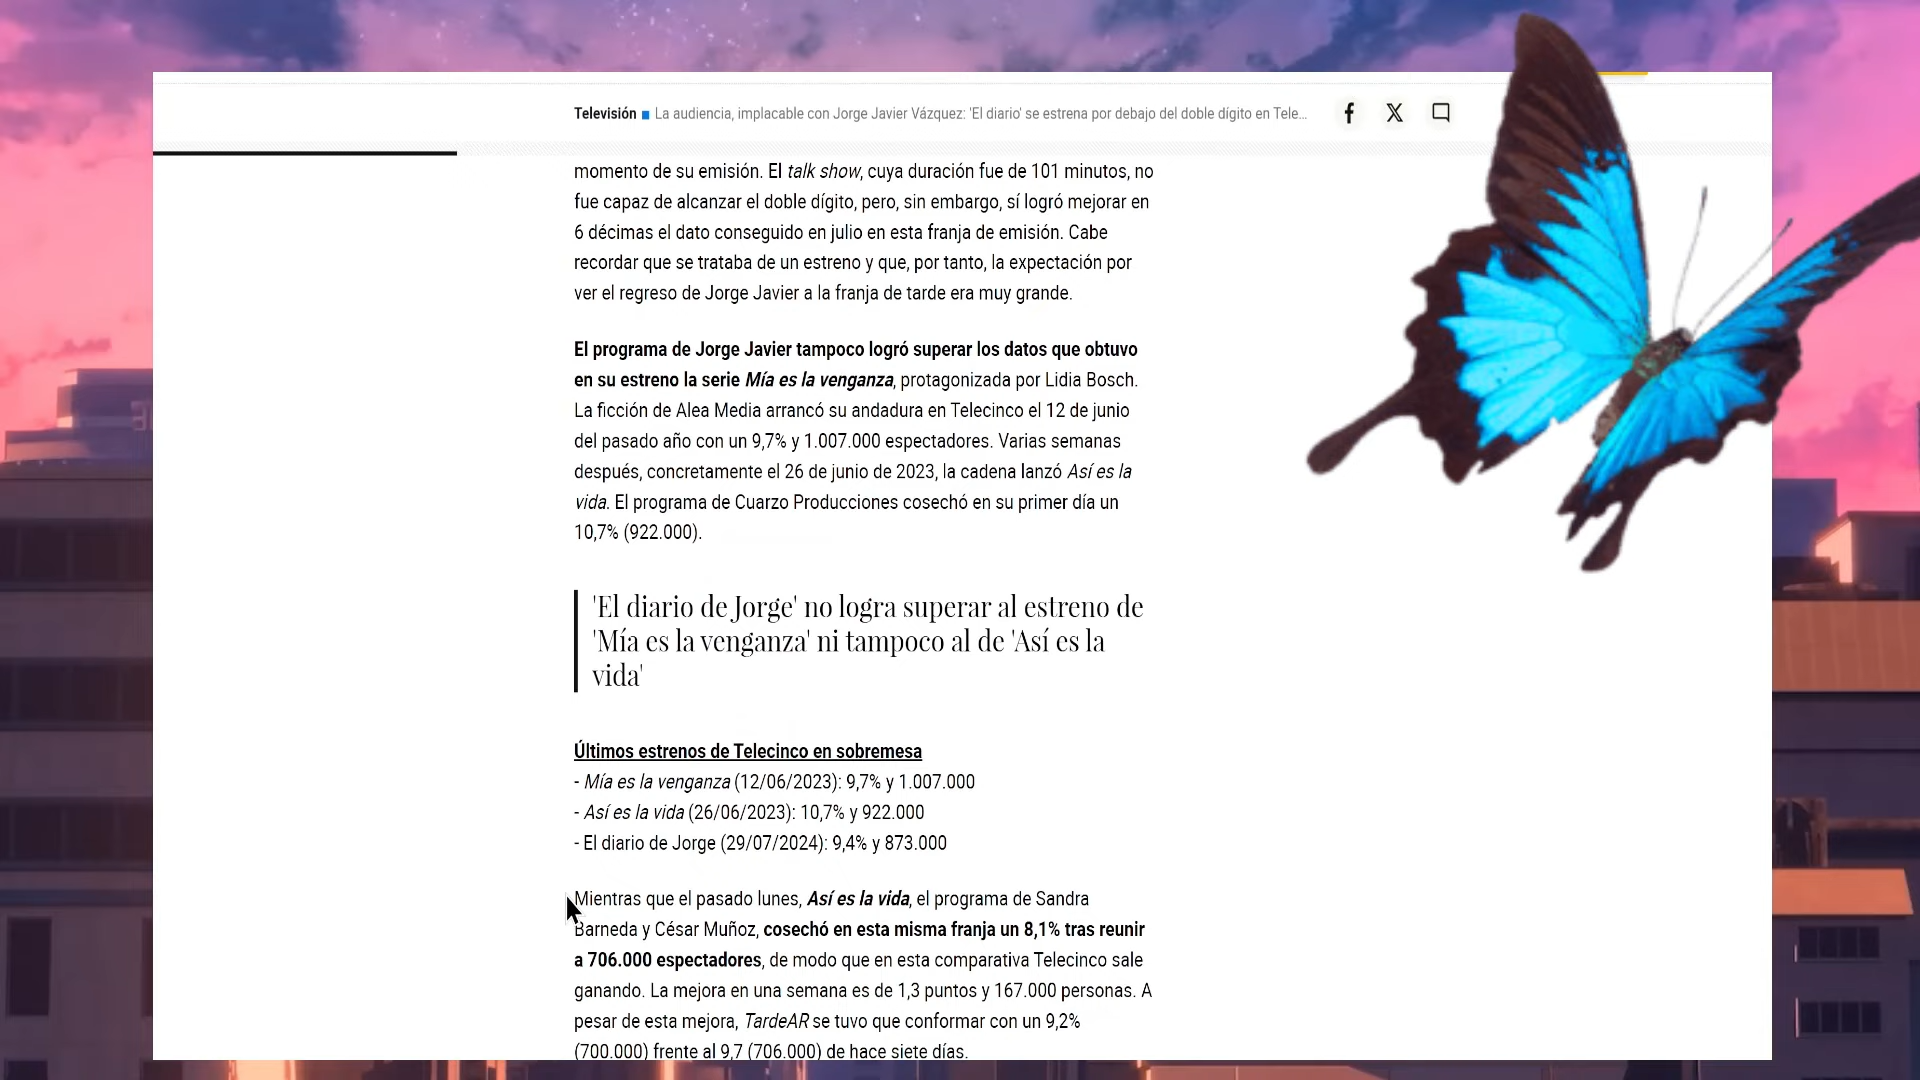 Televisión La audiencia, implacable con Jorge Javier Vázquez: 'El diario' se estrena por debajo del doble dígito en Tele...
momento de su emisión. El talk show, cuya duración fue de 101 minutos, no
fue capaz de alcanzar el doble dígito, pero, sin embargo, sí logró mejorar en
6 décimas el dato conseguido en julio en esta franja de emisión. Cabe
recordar que se trataba de un estreno y que, por tanto, la expectación por
ver el regreso de Jorge Javier a la franja de tarde era muy grande.
El programa de Jorge Javier tampoco logró superar los datos que obtuvo
en su estreno la serie Mía es la venganza, protagonizada por Lidia Bosch.
La ficción de Alea Media arrancó su andadura en Telecinco el 12 de junio
del pasado año con un 9,7% y 1.007.000 espectadores. Varias semanas
después, concretamente el 26 de junio de 2023, la cadena lanzó Así es la
vida. El programa de Cuarzo Producciones cosechó en su primer día un
10,7% (922.000).
'El diario de Jorge' no logra superar al estreno de
'Mía es la venganza' ni tampoco al de 'Así es la
vida'
Últimos estrenos de Telecinco en sobremesa
- Mía es la venganza (12/06/2023): 9,7% y 1.007.000
- Así es la vida (26/06/2023): 10,7% y 922.000
- El diario de Jorge (29/07/2024): 9,4% y 873.000
Mientras que el pasado lunes, Así es la vida, el programa de Sandra
Barneda y César Muñoz, cosechó en esta misma franja un 8,1% tras reunir
a 706.000 espectadores, de modo que en esta comparativa Telecinco sale
ganando. La mejora en una semana es de 1,3 puntos y 167.000 personas. A
pesar de esta mejora, TardeAR se tuvo que conformar con un 9,2%
(700.000) frente al 9,7 (706.000) de hace siete días.